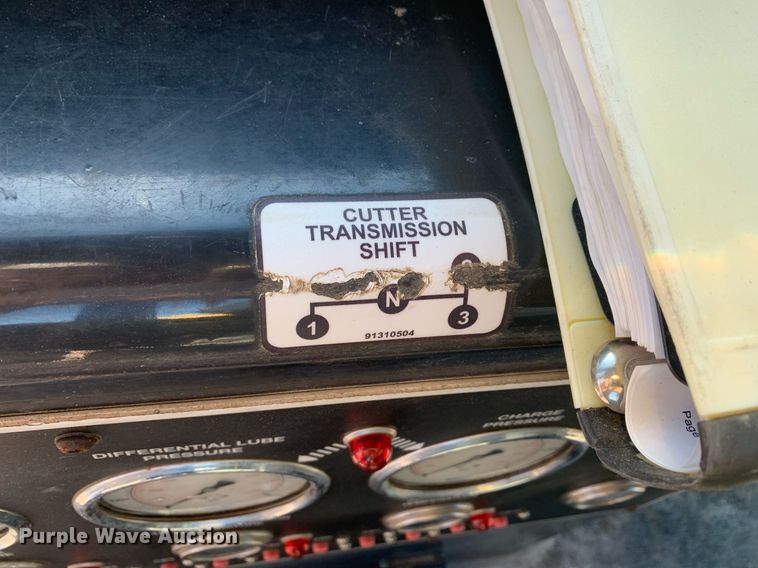 CUTTER
TRANSMISSION
SHIFT
N
1
3
91310504
DIFFERENTIAL LUBE
PRESSURE
CHARGE
PRESSURE
Page
Purple Wave Auction